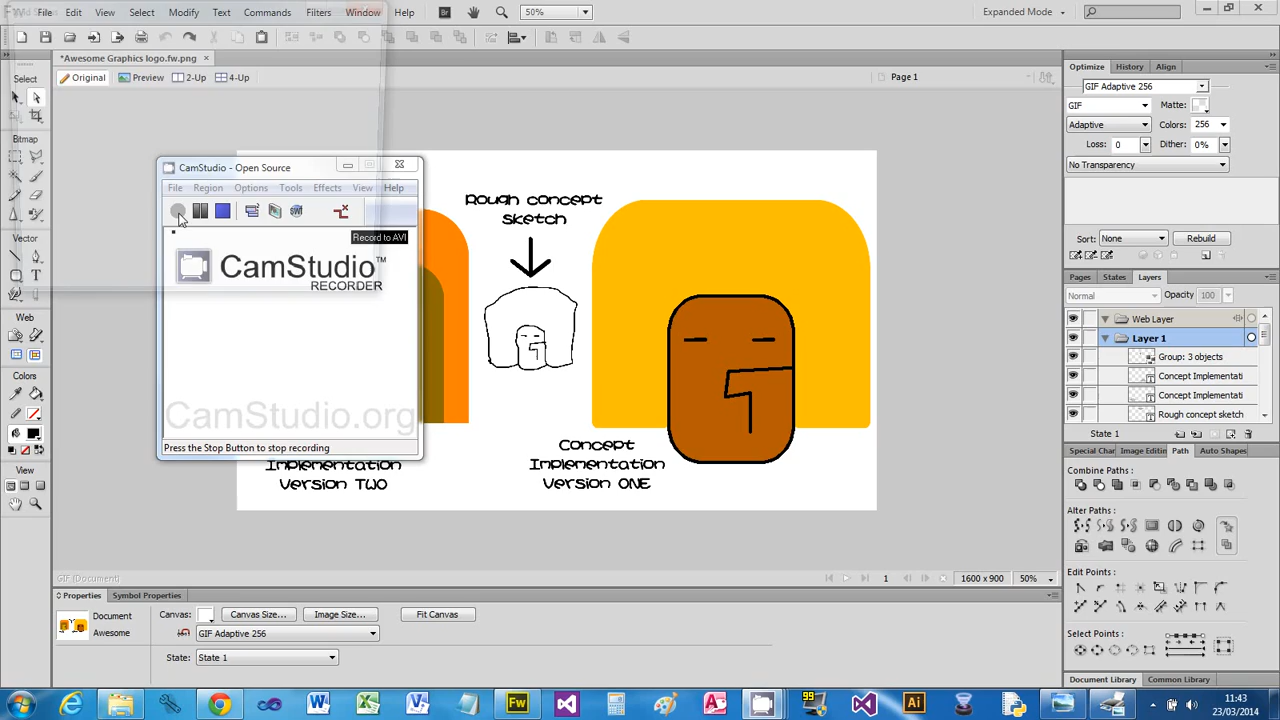 File Edit View Select Modify Text Commands Filters Window Help
Br
50%
Expanded Mode
*Awesome Graphics logo.fw.png ×
Original Preview 2-Up 4-Up
Page 1
Select
Bitmap
Vector
Web
Colors
View
CamStudio - Open Source
File Region Options Tools Effects View Help
Record to AVI
CamStudio™
RECORDER
CamStudio.org
Press the Stop Button to stop recording
Rough concept
sketch
Implementation
Version TWO
Concept
Implementation
Version ONE
GIF (Document)
1
1600 x 900
50%
Properties Symbol Properties
Document
Awesome
Canvas: Canvas Size... Image Size... Fit Canvas
GIF Adaptive 256
State: State 1
Optimize History Align
GIF Adaptive 256
GIF Matte:
Adaptive Colors: 256
Loss: 0 Dither: 0%
No Transparency
Sort: None Rebuild
Pages States Layers
Normal Opacity 100
Web Layer
Layer 1
Group: 3 objects
Concept Implementati
Concept Implementati
Rough concept sketch
State 1
Special Char Image Editin Path Auto Shapes
Combine Paths :
Alter Paths :
Edit Points :
Select Points :
Document Library Common Library
Fw
Ai
99
11:43
23/03/2014